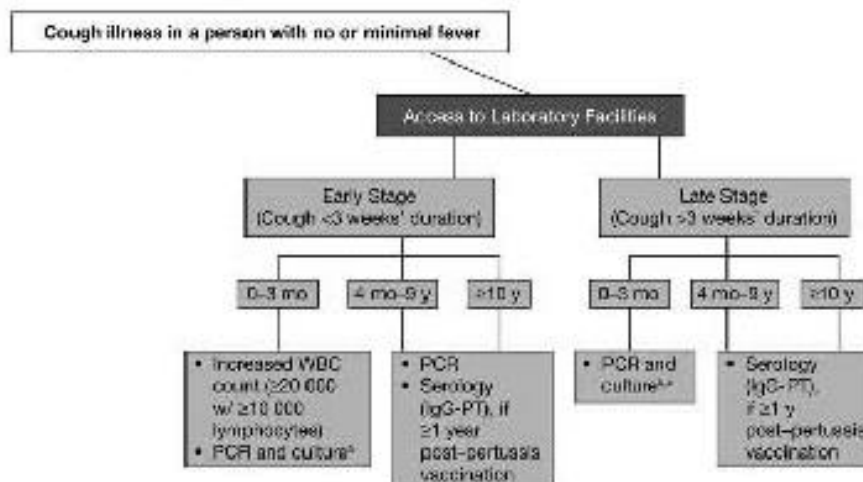 Cough illness in a person with no or minimal fever
Access to Laboratory Facilities
Early Stage
(Cough <3 weeks' duration)
Late Stage
(Cough >3 weeks' duration)
0–3 mo
4 mo–9 y
≥10 y
0–3 mo
4 mo–9 y
≥10 y
• Increased WBC
count (≥20 000
w/ ≥10 000
lymphocytes)
• PCR and culture
• PCR
• Serology
(IgG-PT), if
≥1 year
post–pertussis
vaccination
• PCR and
culture
• Serology
(IgG-PT),
if ≥1 y
post–pertussis
vaccination